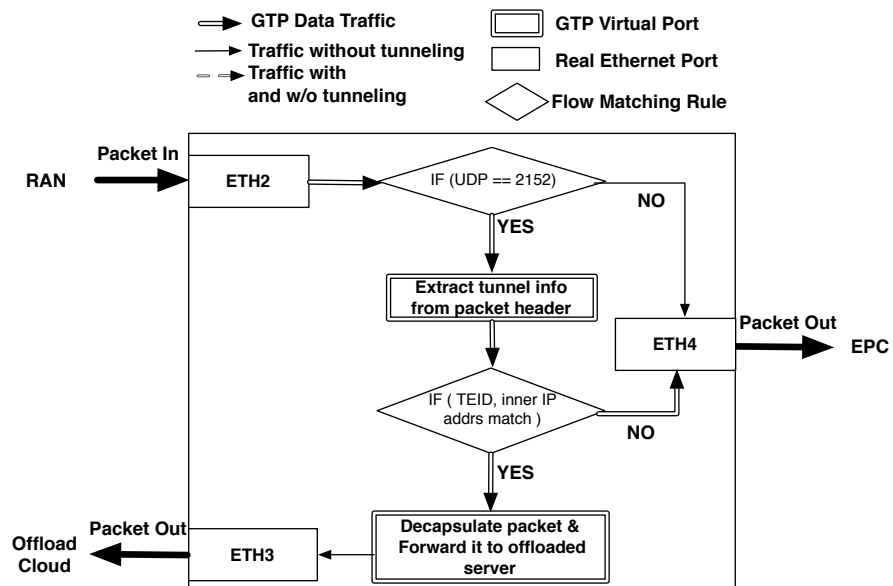 GTP Data Traffic
Traffic without tunneling
Traffic with
and w/o tunneling
GTP Virtual Port
Real Ethernet Port
Flow Matching Rule
RAN
Packet In
ETH2
IF (UDP == 2152)
NO
YES
Extract tunnel info
from packet header
ETH4
Packet Out
EPC
IF ( TEID, inner IP
addrs match )
NO
YES
Offload
Cloud
Packet Out
ETH3
Decapsulate packet &
Forward it to offloaded
server